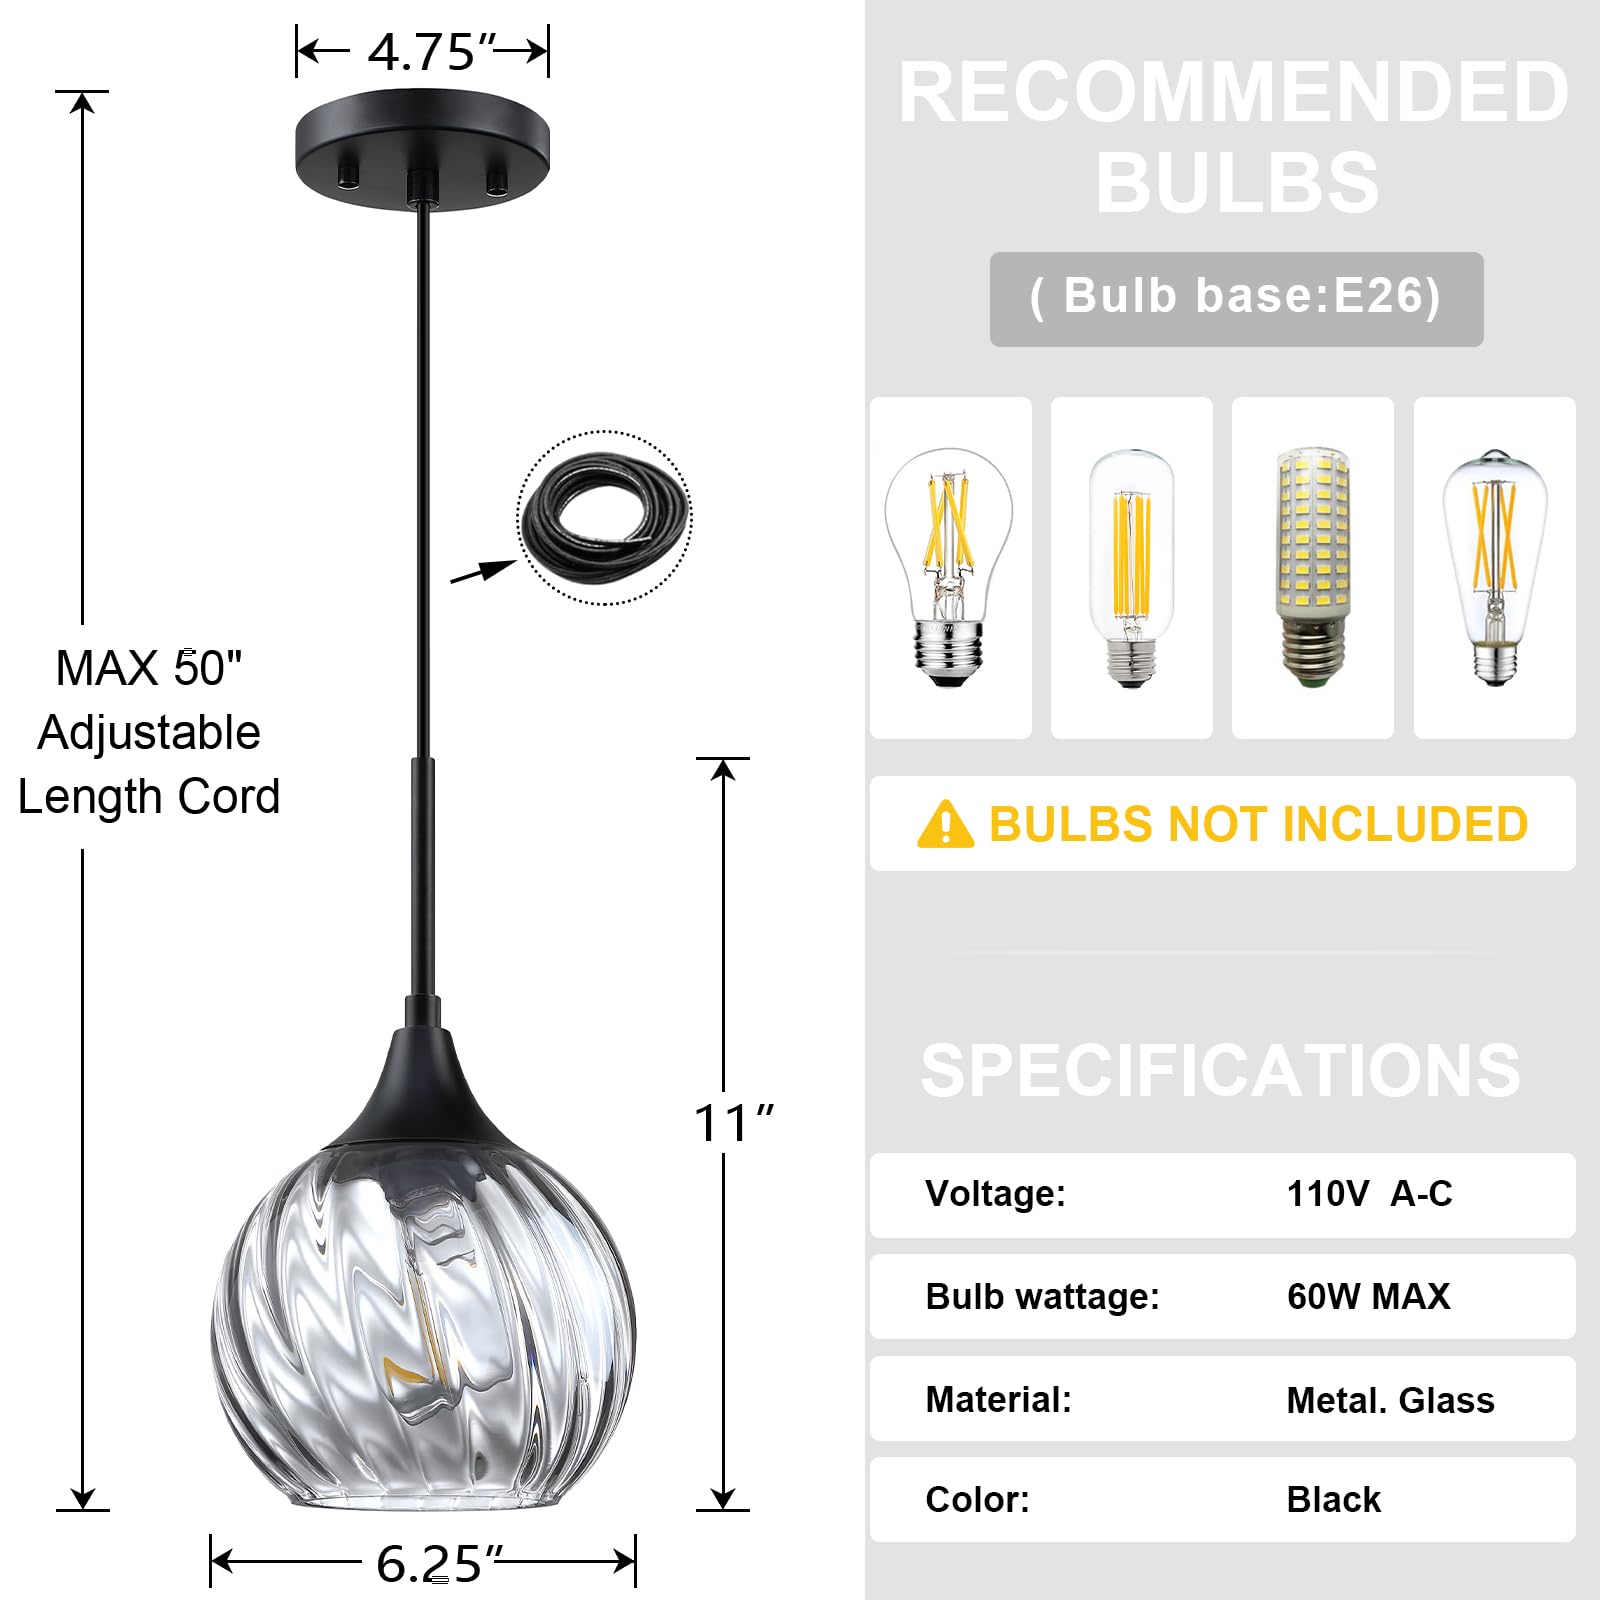 4.75”
MAX 50"
Adjustable
Length Cord
11”
6.25”
RECOMMENDED
BULBS
( Bulb base:E26)
BULBS NOT INCLUDED
SPECIFICATIONS
Voltage: 110V A-C
Bulb wattage: 60W MAX
Material: Metal. Glass
Color: Black